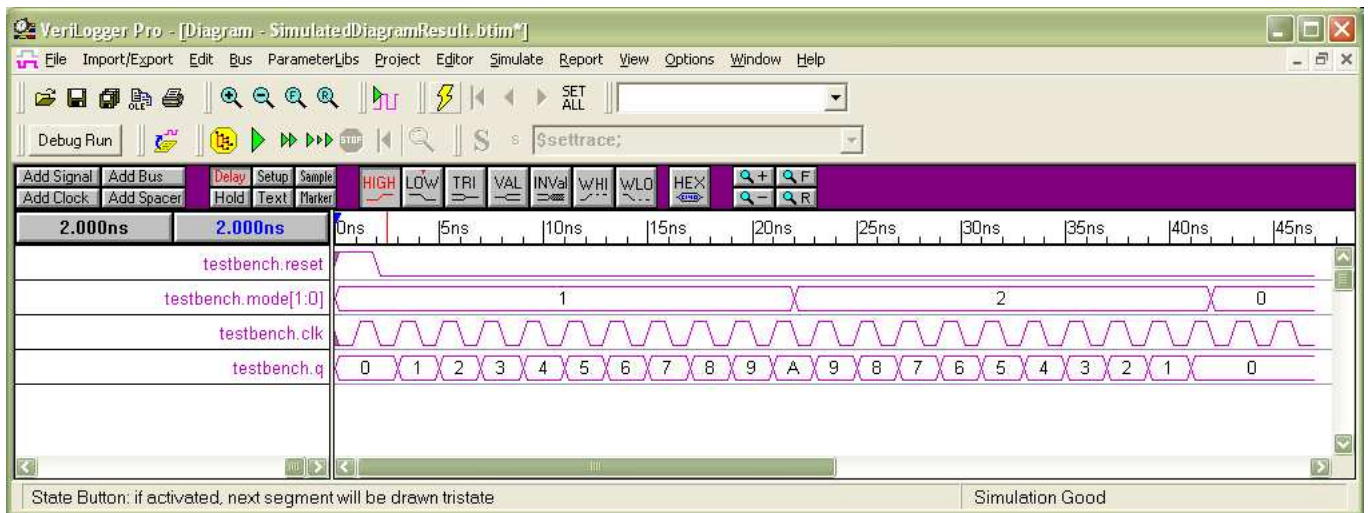 VeriLogger Pro - [Diagram - SimulatedDiagramResult.btim*]
File Import/Export Edit Bus ParameterLibs Project Editor Simulate Report View Options Window Help
OLE SET ALL
Debug Run STOP S s $settrace;
Add Signal Add Bus Delay Setup Sample HIGH LOW TRI VAL INVal WHI WLO HEX + F
Add Clock Add Spacer Hold Text Marker - R
2.000ns 2.000ns 0ns 5ns 10ns 15ns 20ns 25ns 30ns 35ns 40ns 45ns
testbench.reset
testbench.mode[1:0] 1 2 0
testbench.clk
testbench.q 0 1 2 3 4 5 6 7 8 9 A 9 8 7 6 5 4 3 2 1 0
State Button: if activated, next segment will be drawn tristate Simulation Good